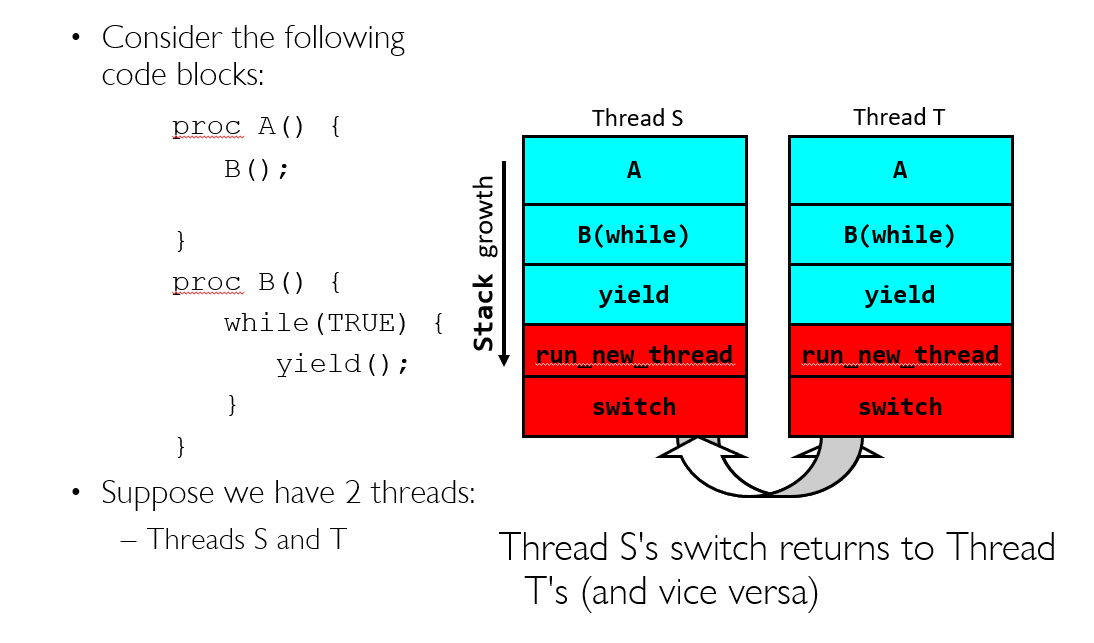 • Consider the following
code blocks:
proc A() {
B();
}
proc B() {
while(TRUE) {
yield();
}
}
• Suppose we have 2 threads:
– Threads S and T
Stack growth
Thread S
A
B(while)
yield
run_new_thread
switch
Thread T
A
B(while)
yield
run_new_thread
switch
Thread S's switch returns to Thread
T's (and vice versa)